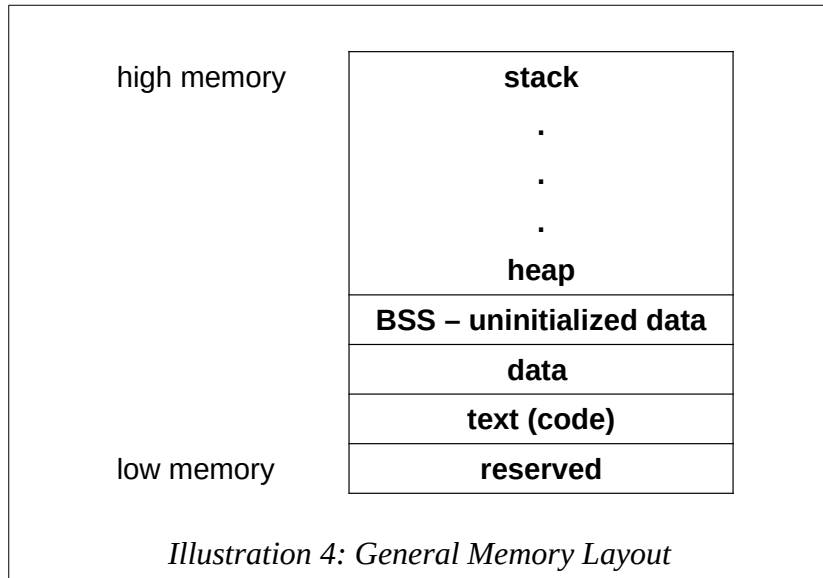 high memory stack
.
.
.
heap
BSS – uninitialized data
data
text (code)
low memory reserved
Illustration 4: General Memory Layout